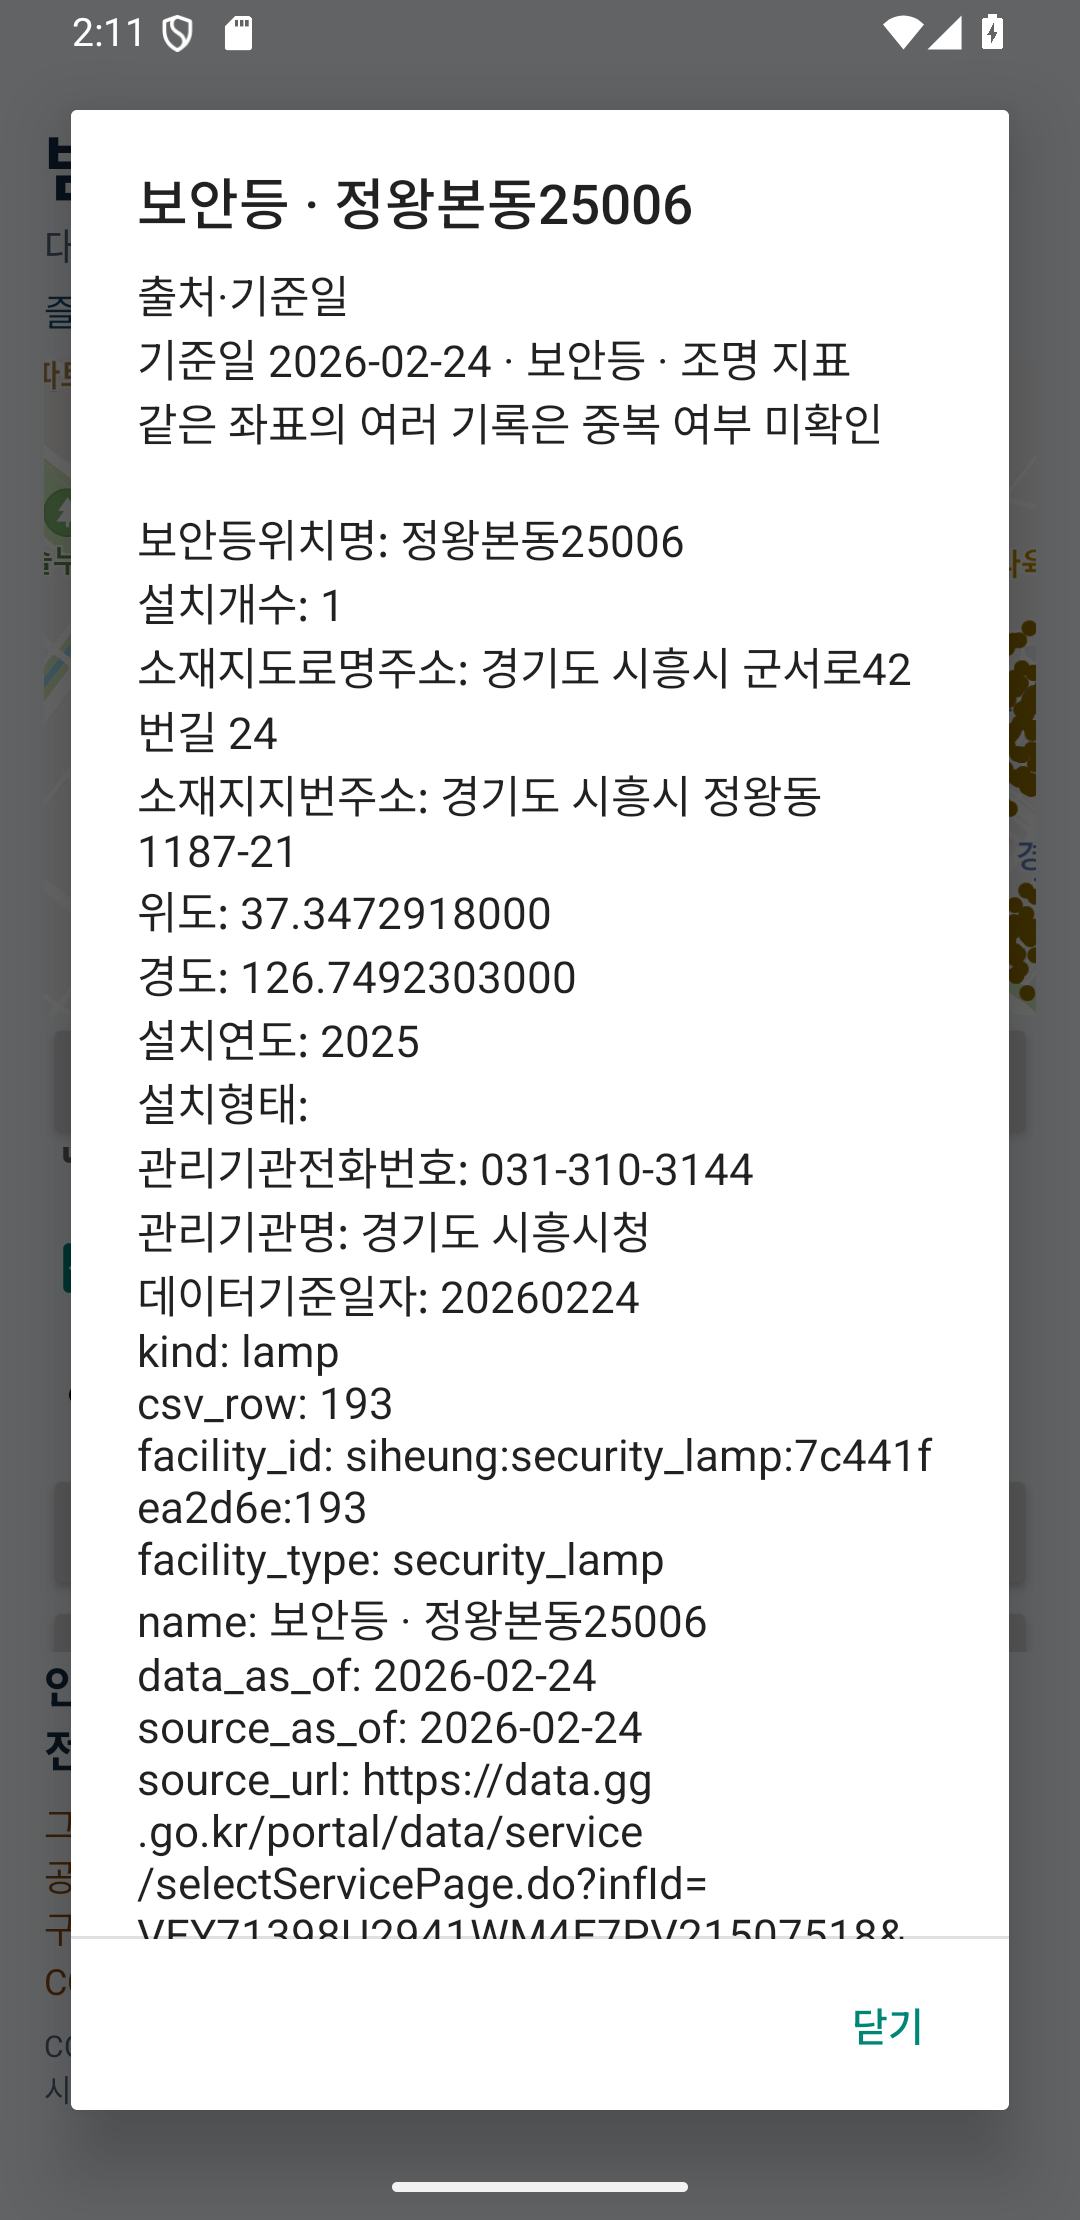 2:11
보안등 · 정왕본동25006
출처·기준일
기준일 2026-02-24 · 보안등 · 조명 지표
같은 좌표의 여러 기록은 중복 여부 미확인
보안등위치명: 정왕본동25006
설치개수: 1
소재지도로명주소: 경기도 시흥시 군서로42
번길 24
소재지지번주소: 경기도 시흥시 정왕동
1187-21
위도: 37.3472918000
경도: 126.7492303000
설치연도: 2025
설치형태:
관리기관전화번호: 031-310-3144
관리기관명: 경기도 시흥시청
데이터기준일자: 20260224
kind: lamp
csv_row: 193
facility_id: siheung:security_lamp:7c441f
ea2d6e:193
facility_type: security_lamp
name: 보안등 · 정왕본동25006
data_as_of: 2026-02-24
source_as_of: 2026-02-24
source_url: https://data.gg
.go.kr/portal/data/service
/selectServicePage.do?infId=
닫기